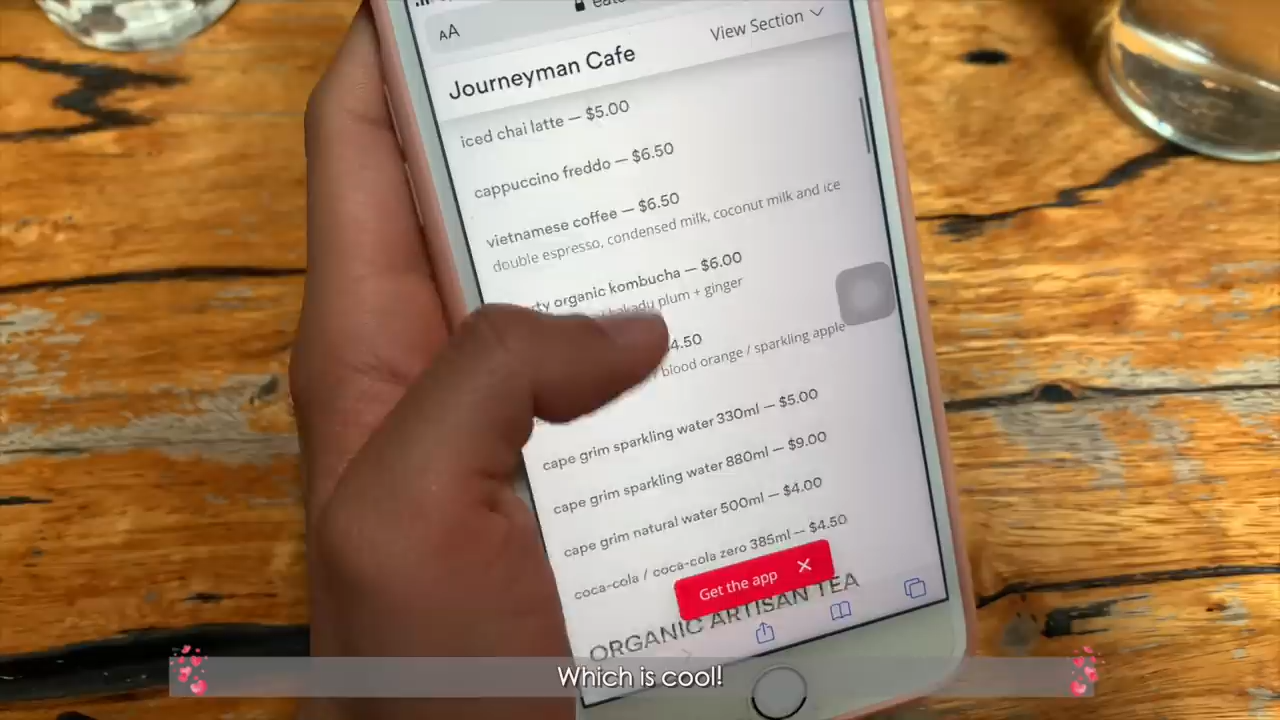 AA
View Section
Journeyman Cafe
iced chai latte — $5.00
cappuccino freddo — $6.50
vietnamese coffee — $6.50
double espresso, condensed milk, coconut milk and ice
organic kombucha — $6.00
kakadu plum + ginger
4.50
blood orange / sparkling apple
cape grim sparkling water 330ml — $5.00
cape grim sparkling water 880ml — $9.00
cape grim natural water 500ml — $4.00
coca-cola / coca-cola zero 385ml — $4.50
Get the app
ORGANIC ARTISAN TEA
Which is cool!